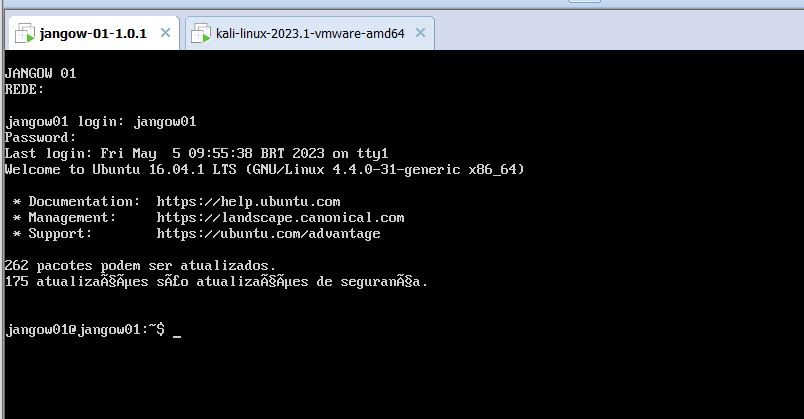 jangow-01-1.0.1
kali-linux-2023.1-vmware-amd64
JANGOW 01
REDE:
jangow01 login: jangow01
Password:
Last login: Fri May  5 09:55:38 BRT 2023 on tty1
Welcome to Ubuntu 16.04.1 LTS (GNU/Linux 4.4.0-31-generic x86_64)
* Documentation:  https://help.ubuntu.com
* Management:     https://landscape.canonical.com
* Support:        https://ubuntu.com/advantage
262 pacotes podem ser atualizados.
175 atualizaÃ§Ãµes sÃ£o atualizaÃ§Ãµes de seguranÃ§a.
jangow01@jangow01:~$ _